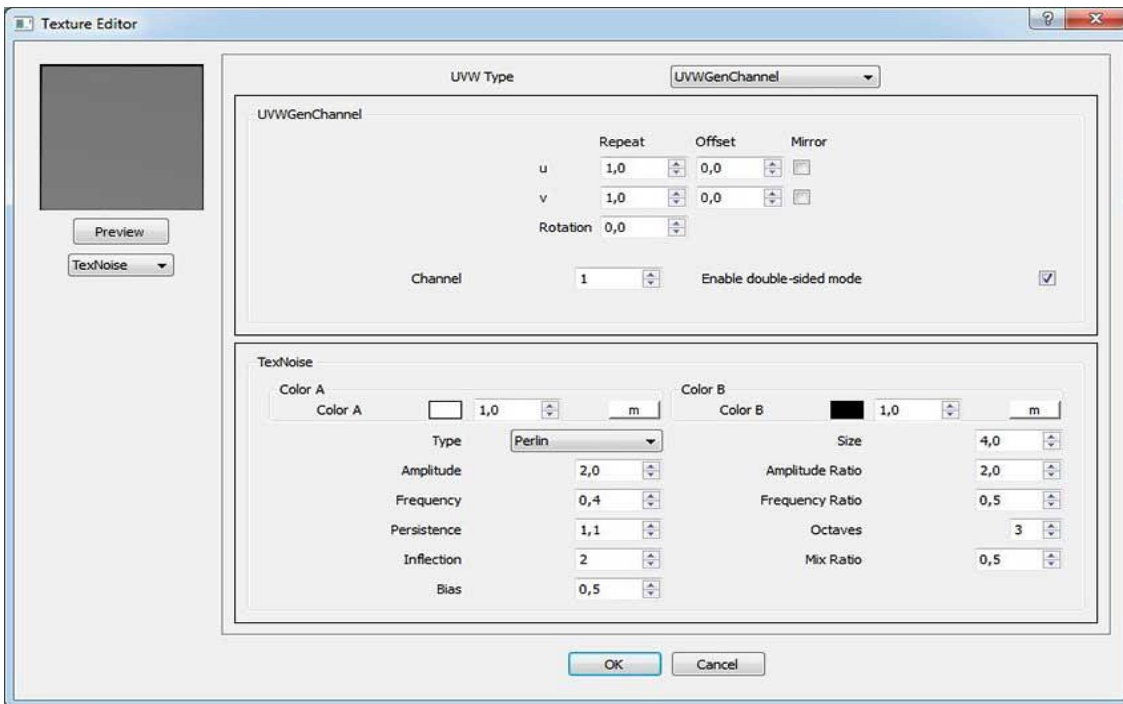 Texture Editor
UVW Type UVWGenChannel
UVWGenChannel
Repeat Offset Mirror
u 1,0 0,0
v 1,0 0,0
Rotation 0,0
Channel 1 Enable double-sided mode
Preview
TexNoise
TexNoise
Color A Color B
Color A 1,0 m Color B 1,0 m
Type Perlin Size 4,0
Amplitude 2,0 Amplitude Ratio 2,0
Frequency 0,4 Frequency Ratio 0,5
Persistence 1,1 Octaves 3
Inflection 2 Mix Ratio 0,5
Bias 0,5
OK Cancel